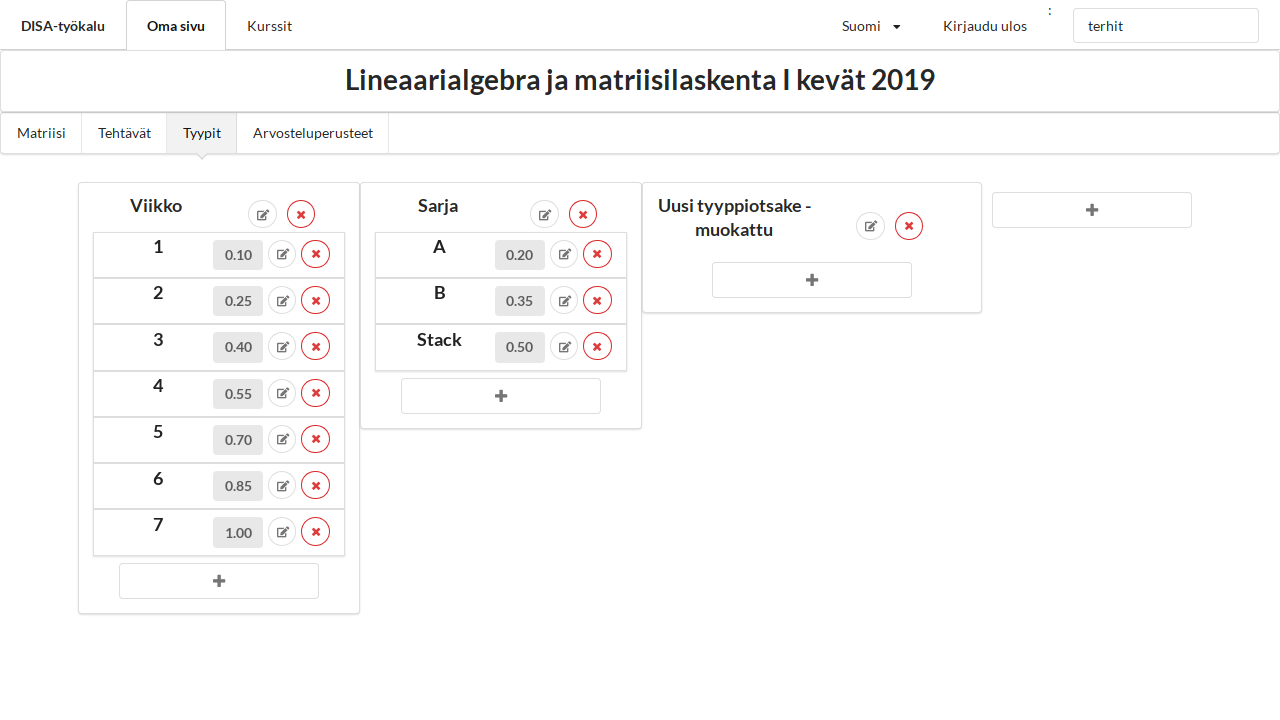 DISA-työkalu Oma sivu Kurssit Suomi Kirjaudu ulos : terhit
Lineaarialgebra ja matriisilaskenta I kevät 2019
Matriisi Tehtävät Tyypit Arvosteluperusteet
Viikko
1 0.10
2 0.25
3 0.40
4 0.55
5 0.70
6 0.85
7 1.00
Sarja
A 0.20
B 0.35
Stack 0.50
Uusi tyyppiotsake -
muokattu